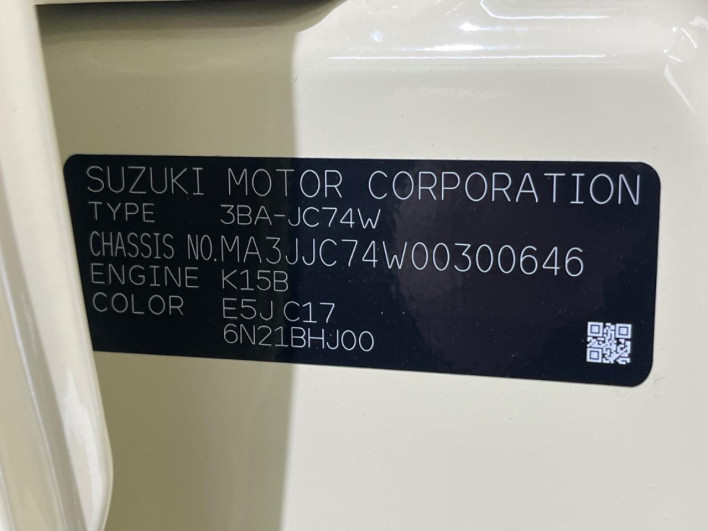 SUZUKI MOTOR CORPORATION
TYPE 3BA-JC74W
CHASSIS NO.MA3JJC74W00300646
ENGINE K15B
COLOR E5J C17
6N21BHJ00